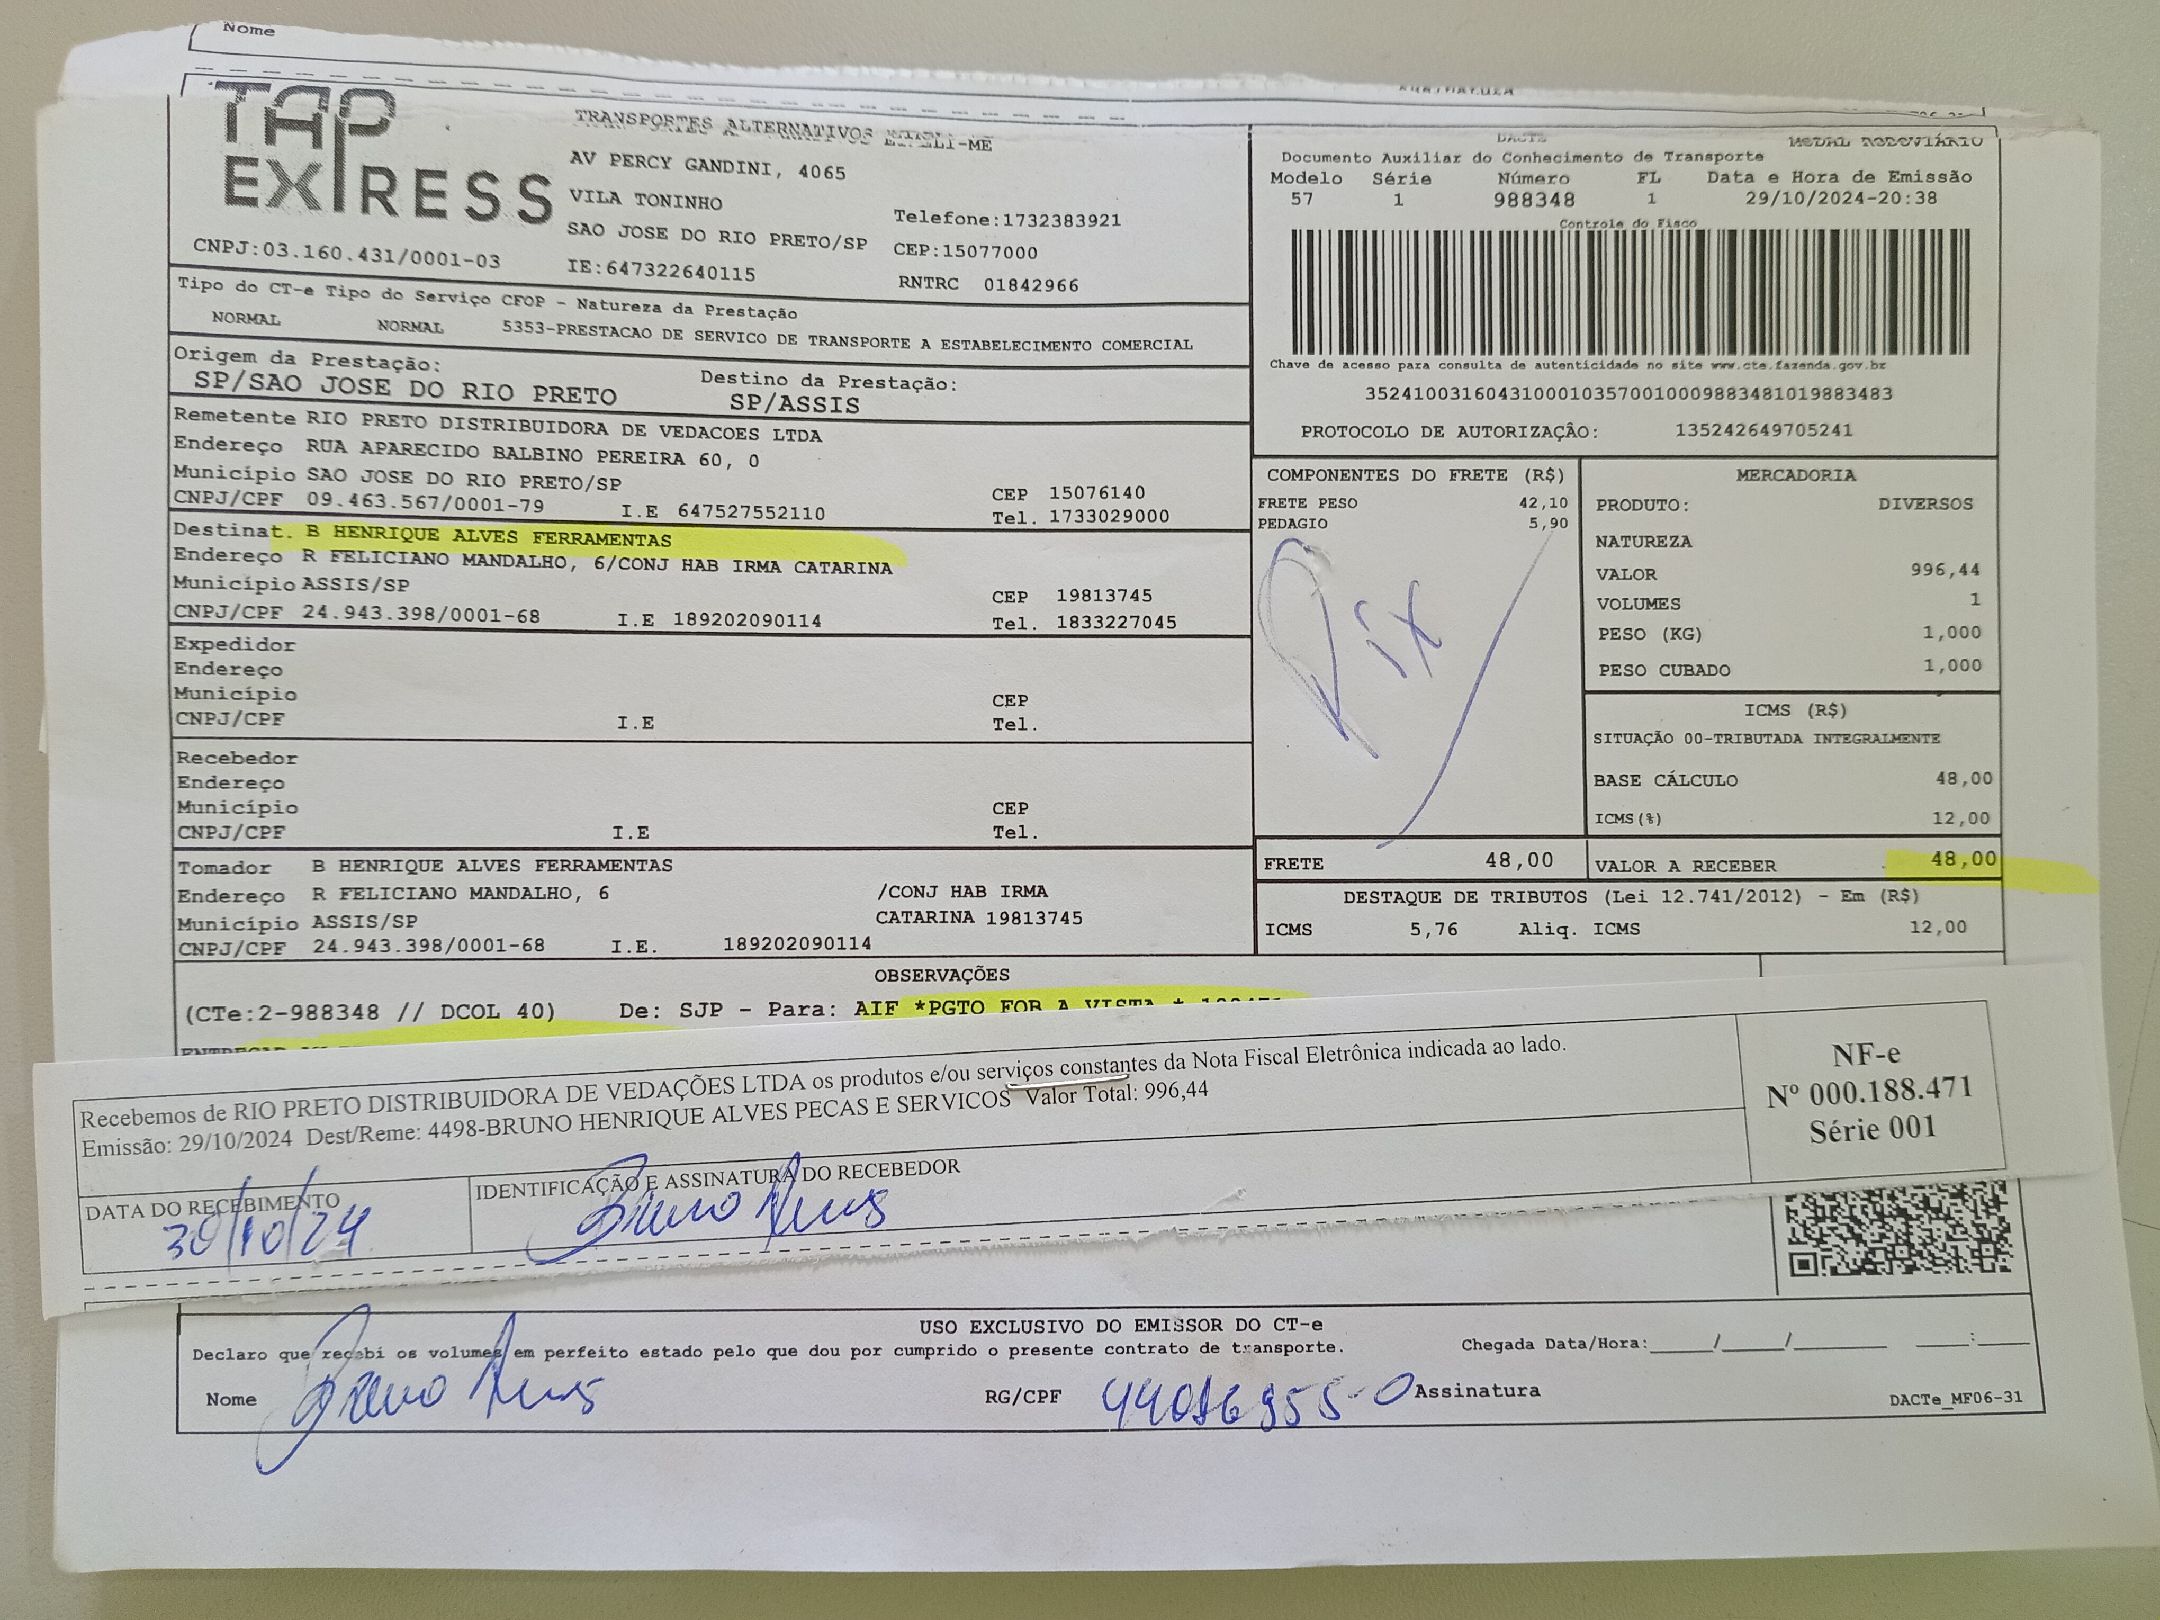 Nome
TAP EXPRESS
TRANSPORTES ALTERNATIVOS EIRELI-ME
AV PERCY GANDINI, 4065
VILA TONINHO
SAO JOSE DO RIO PRETO/SP
IE:647322640115
Telefone:1732383921
CEP:15077000
RNTRC 01842966
CNPJ:03.160.431/0001-03
DACTE MODAL RODOVIÁRIO
Documento Auxiliar do Conhecimento de Transporte
Modelo Série Número FL Data e Hora de Emissão
57 1 988348 1 29/10/2024-20:38
Controle do Fisco
Chave de acesso para consulta de autenticidade no site www.cte.fazenda.gov.br
35241003160431000103570010009883481019883483
PROTOCOLO DE AUTORIZAÇÂO: 135242649705241
Tipo do CT-e Tipo do Serviço CFOP - Natureza da Prestação
NORMAL NORMAL 5353-PRESTACAO DE SERVICO DE TRANSPORTE A ESTABELECIMENTO COMERCIAL
Origem da Prestação: Destino da Prestação:
SP/SAO JOSE DO RIO PRETO SP/ASSIS
Remetente RIO PRETO DISTRIBUIDORA DE VEDACOES LTDA
Endereço RUA APARECIDO BALBINO PEREIRA 60, 0
Município SAO JOSE DO RIO PRETO/SP CEP 15076140
CNPJ/CPF 09.463.567/0001-79 I.E 647527552110 Tel. 1733029000
Destinat. B HENRIQUE ALVES FERRAMENTAS
Endereço R FELICIANO MANDALHO, 6/CONJ HAB IRMA CATARINA
Município ASSIS/SP CEP 19813745
CNPJ/CPF 24.943.398/0001-68 I.E 189202090114 Tel. 1833227045
Expedidor
Endereço
Município CEP
CNPJ/CPF I.E Tel.
Recebedor
Endereço
Município CEP
CNPJ/CPF I.E Tel.
Tomador B HENRIQUE ALVES FERRAMENTAS
Endereço R FELICIANO MANDALHO, 6 /CONJ HAB IRMA
Município ASSIS/SP CATARINA 19813745
CNPJ/CPF 24.943.398/0001-68 I.E. 189202090114
COMPONENTES DO FRETE (R$)
FRETE PESO 42,10
PEDAGIO 5,90
Pix
MERCADORIA
PRODUTO: DIVERSOS
NATUREZA
VALOR 996,44
VOLUMES 1
PESO (KG) 1,000
PESO CUBADO 1,000
ICMS (R$)
SITUAÇÃO 00-TRIBUTADA INTEGRALMENTE
BASE CÁLCULO 48,00
ICMS(%) 12,00
FRETE 48,00 VALOR A RECEBER 48,00
DESTAQUE DE TRIBUTOS (Lei 12.741/2012) - Em (R$)
ICMS 5,76 Aliq. ICMS 12,00
OBSERVAÇÕES
(CTe:2-988348 // DCOL 40) De: SJP - Para: AIF *PGTO FOB A VISTA *
Recebemos de RIO PRETO DISTRIBUIDORA DE VEDAÇÕES LTDA os produtos e/ou serviços constantes da Nota Fiscal Eletrônica indicada ao lado.
Emissão: 29/10/2024 Dest/Reme: 4498-BRUNO HENRIQUE ALVES PECAS E SERVICOS Valor Total: 996,44
NF-e
Nº 000.188.471
Série 001
DATA DO RECEBIMENTO IDENTIFICAÇÃO E ASSINATURA DO RECEBEDOR
30/10/24 Bruno Alves
USO EXCLUSIVO DO EMISSOR DO CT-e
Declaro que recebi os volumes em perfeito estado pelo que dou por cumprido o presente contrato de transporte. Chegada Data/Hora:____/____/________ ____:____
Nome Bruno Alves RG/CPF Assinatura
DACTe_MF06-31